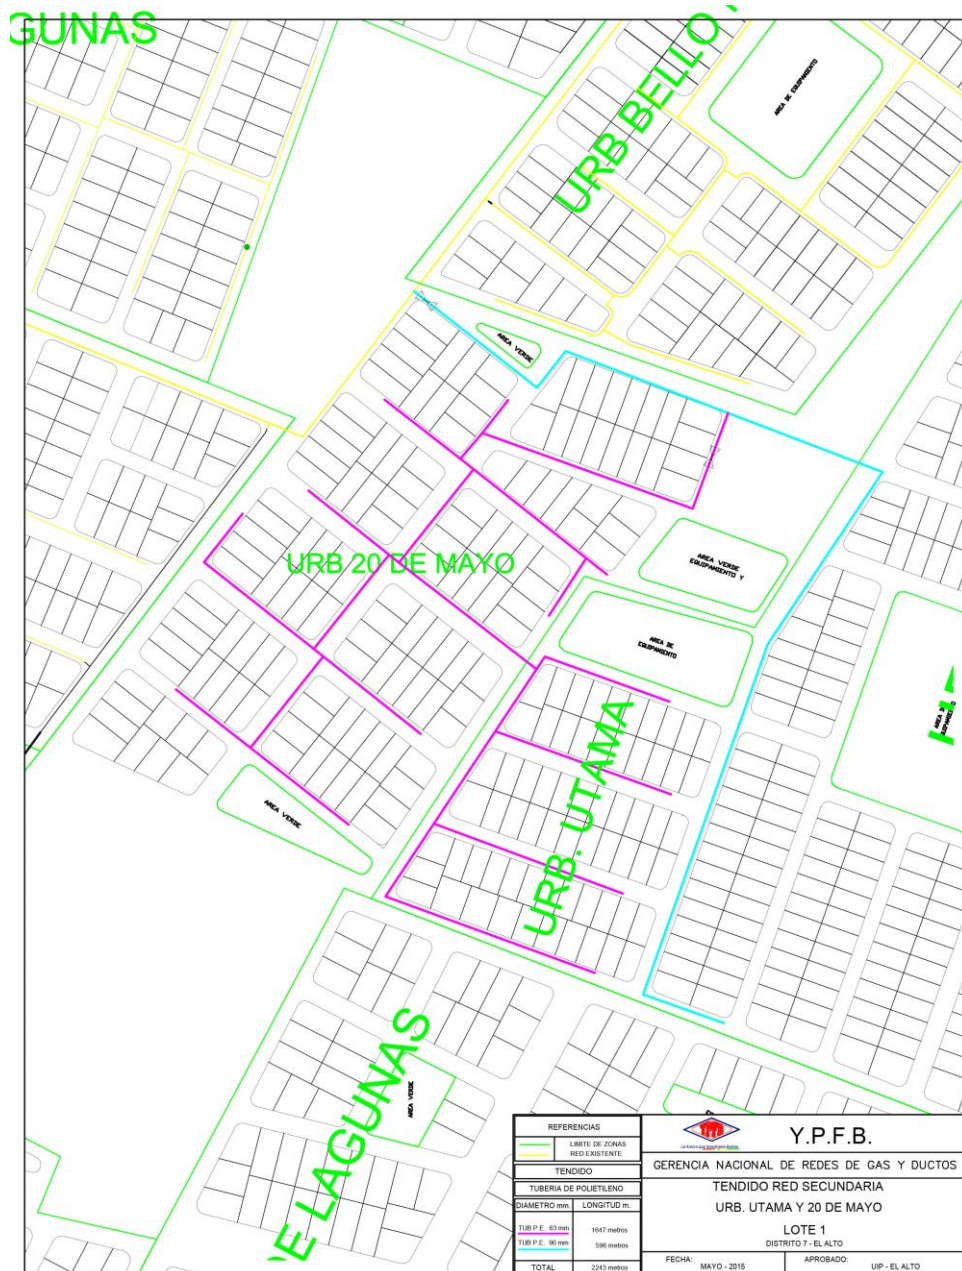 GUNAS
URB BELLO
AREA DE EQUIPAMIENTO
AREA VERDE
URB 20 DE MAYO
AREA VERDE
EQUIPAMIENTO Y
AREA DE
EQUIPAMIENTO
URB. UTAMA
AREA VERDE
DE LAGUNAS
AREA VERDE
REFERENCIAS
LIMITE DE ZONAS
RED EXISTENTE
TENDIDO
TUBERIA DE POLIETILENO
DIAMETRO mm. LONGITUD m.
TUB P.E. 63 mm 1647 metros
TUB P.E. 90 mm 596 metros
TOTAL 2243 metros
Y.P.F.B.
GERENCIA NACIONAL DE REDES DE GAS Y DUCTOS
TENDIDO RED SECUNDARIA
URB. UTAMA Y 20 DE MAYO
LOTE 1
DISTRITO 7 - EL ALTO
FECHA: MAYO - 2015
APROBADO: UIP - EL ALTO